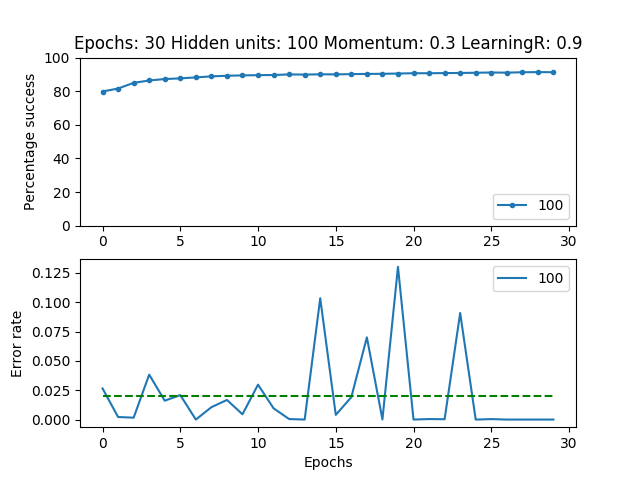 Epochs: 30 Hidden units: 100 Momentum: 0.3 LearningR: 0.9
100
80
60
40
20
0
Percentage success
100
0 5 10 15 20 25 30
0.125
0.100
0.075
0.050
0.025
0.000
Error rate
100
0 5 10 15 20 25 30
Epochs